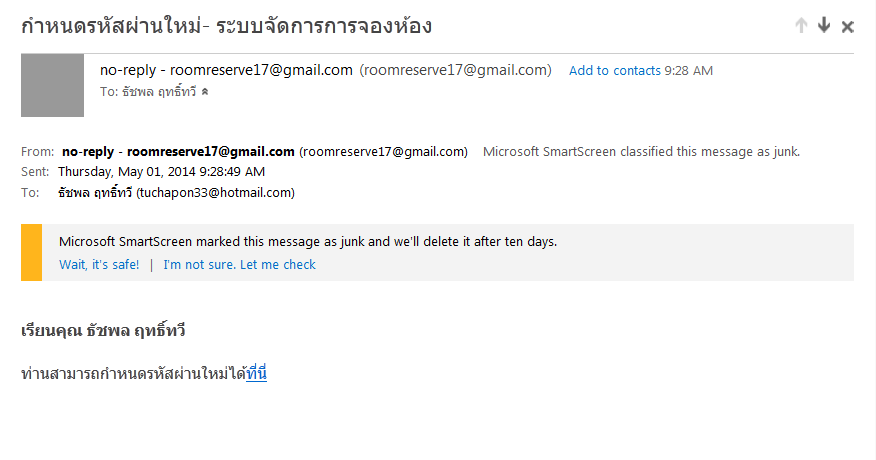 กำหนดรหัสผ่านใหม่- ระบบจัดการการจองห้อง
no-reply - roomreserve17@gmail.com (roomreserve17@gmail.com) Add to contacts 9:28 AM
To: ธัชพล ฤทธิ์ทวี
From: no-reply - roomreserve17@gmail.com (roomreserve17@gmail.com) Microsoft SmartScreen classified this message as junk.
Sent: Thursday, May 01, 2014 9:28:49 AM
To: ธัชพล ฤทธิ์ทวี (tuchapon33@hotmail.com)
Microsoft SmartScreen marked this message as junk and we'll delete it after ten days.
Wait, it's safe! | I'm not sure. Let me check
เรียนคุณ ธัชพล ฤทธิ์ทวี
ท่านสามารถกำหนดรหัสผ่านใหม่ได้ที่นี่